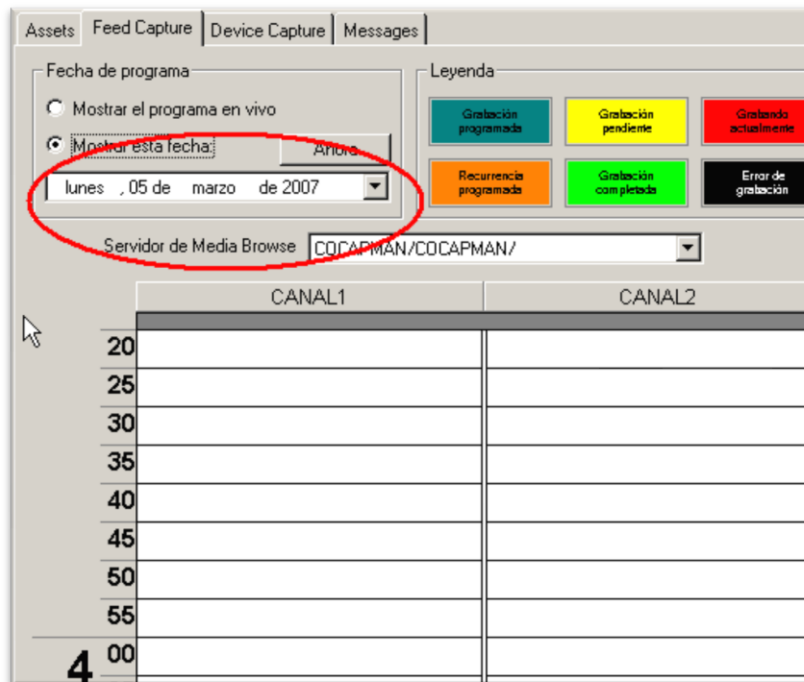 Assets Feed Capture Device Capture Messages
Fecha de programa
Mostrar el programa en vivo
Mostrar esta fecha: Ahora
lunes , 05 de marzo de 2007
Leyenda
Grabación programada
Grabación pendiente
Grabando actualmente
Recurrencia programada
Grabación completada
Error de grabación
Servidor de Media Browse COCAPMAN/COCAPMAN/
CANAL1 CANAL2
20
25
30
35
40
45
50
55
4 00